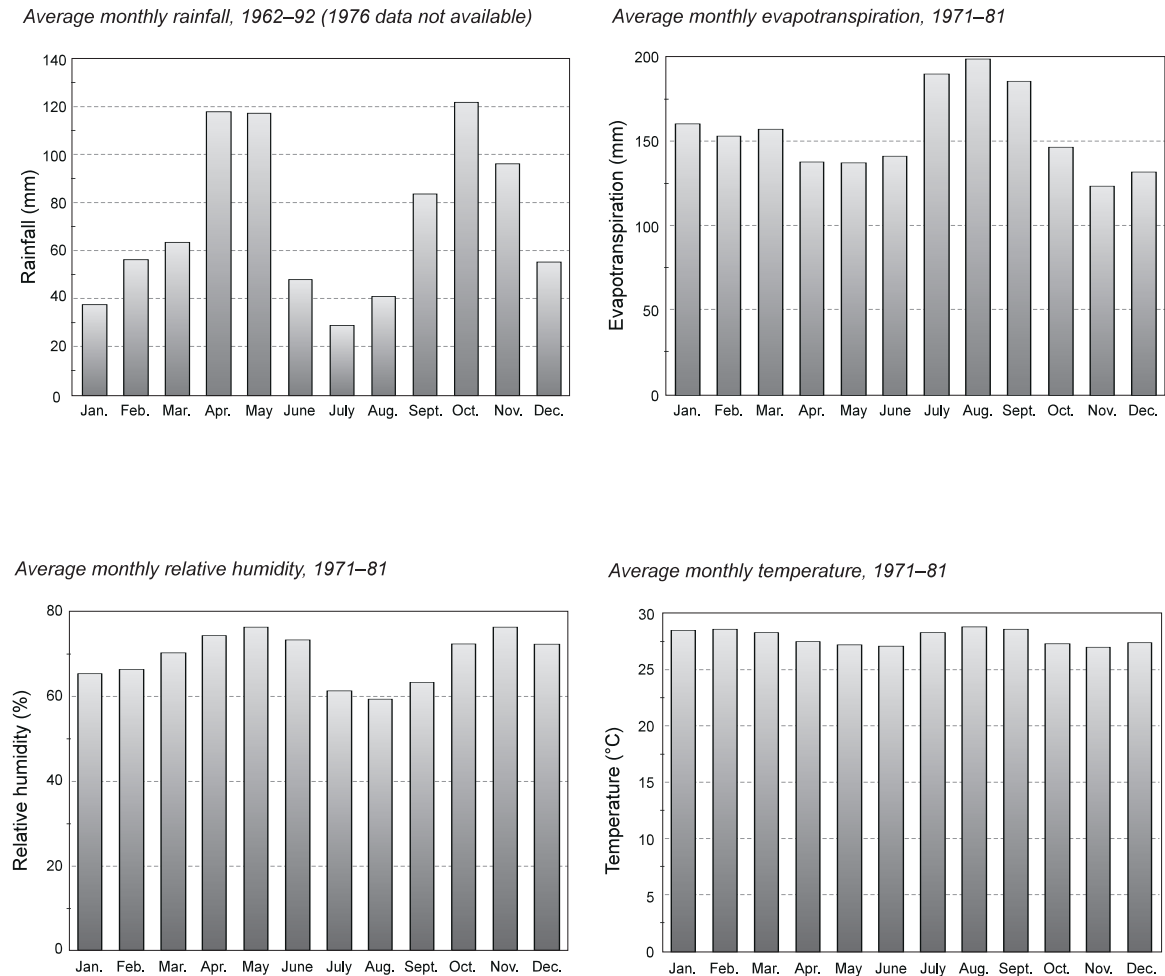 Average monthly rainfall, 1962–92 (1976 data not available)
140
120
100
80
60
40
20
0
Rainfall (mm)
Jan. Feb. Mar. Apr. May June July Aug. Sept. Oct. Nov. Dec.
Average monthly evapotranspiration, 1971–81
200
150
100
50
0
Evapotranspiration (mm)
Jan. Feb. Mar. Apr. May June July Aug. Sept. Oct. Nov. Dec.
Average monthly relative humidity, 1971–81
80
60
40
20
0
Relative humidity (%)
Jan. Feb. Mar. Apr. May June July Aug. Sept. Oct. Nov. Dec.
Average monthly temperature, 1971–81
30
25
20
15
10
5
0
Temperature (°C)
Jan. Feb. Mar. Apr. May June July Aug. Sept. Oct. Nov. Dec.